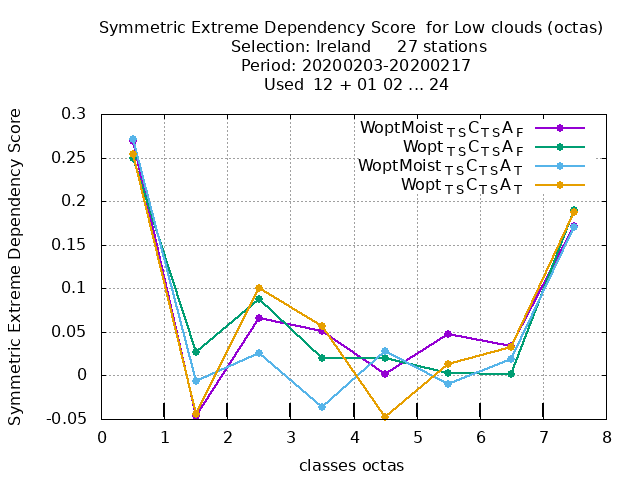 Symmetric Extreme Dependency Score  for Low clouds (octas)
Selection: Ireland     27 stations
Period: 20200203-20200217
Used  12 + 01 02 ... 24
Symmetric Extreme Dependency Score
0.3
0.25
0.2
0.15
0.1
0.05
0
-0.05
WoptMoist TS C TS A F
Wopt TS C TS A F
WoptMoist TS C TS A T
Wopt TS C TS A T
0 1 2 3 4 5 6 7 8
classes octas